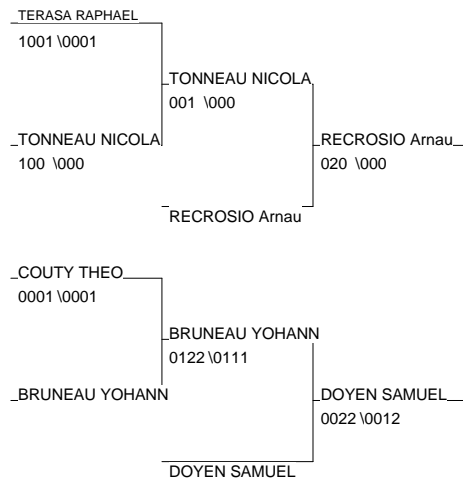 TERASA RAPHAEL
1001 \0001
TONNEAU NICOLA
001 \000
TONNEAU NICOLA
100 \000
RECROSIO Arnau
020 \000
RECROSIO Arnau
COUTY THEO
0001 \0001
BRUNEAU YOHANN
0122 \0111
BRUNEAU YOHANN
DOYEN SAMUEL
0022 \0012
DOYEN SAMUEL